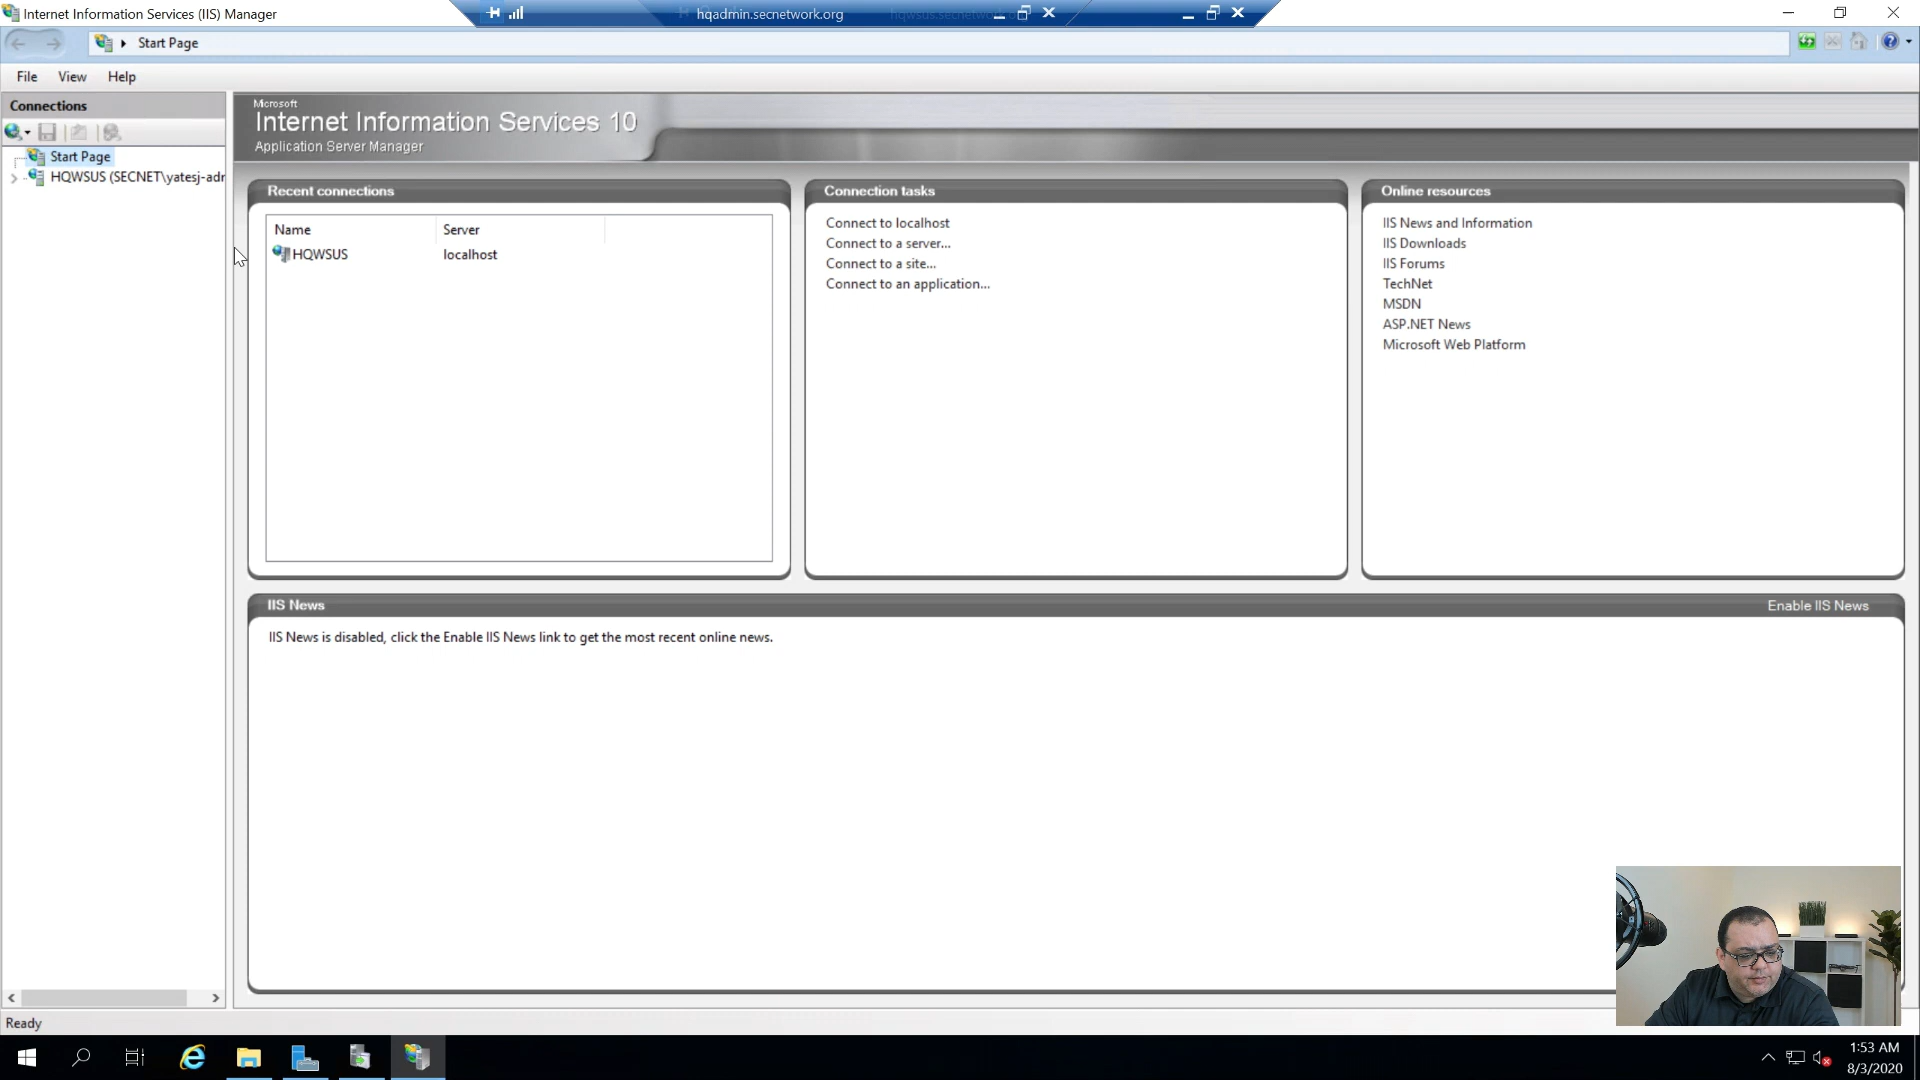 Internet Information Services (IIS) Manager
hqadmin.secnetwork.org
Start Page
File View Help
Connections
Start Page
HQWSUS (SECNET\yatesj-adr
Microsoft
Internet Information Services 10
Application Server Manager
Recent connections
Name Server
HQWSUS localhost
Connection tasks
Connect to localhost
Connect to a server...
Connect to a site...
Connect to an application...
Online resources
IIS News and Information
IIS Downloads
IIS Forums
TechNet
MSDN
ASP.NET News
Microsoft Web Platform
IIS News
Enable IIS News
IIS News is disabled, click the Enable IIS News link to get the most recent online news.
Ready
1:53 AM
8/3/2020